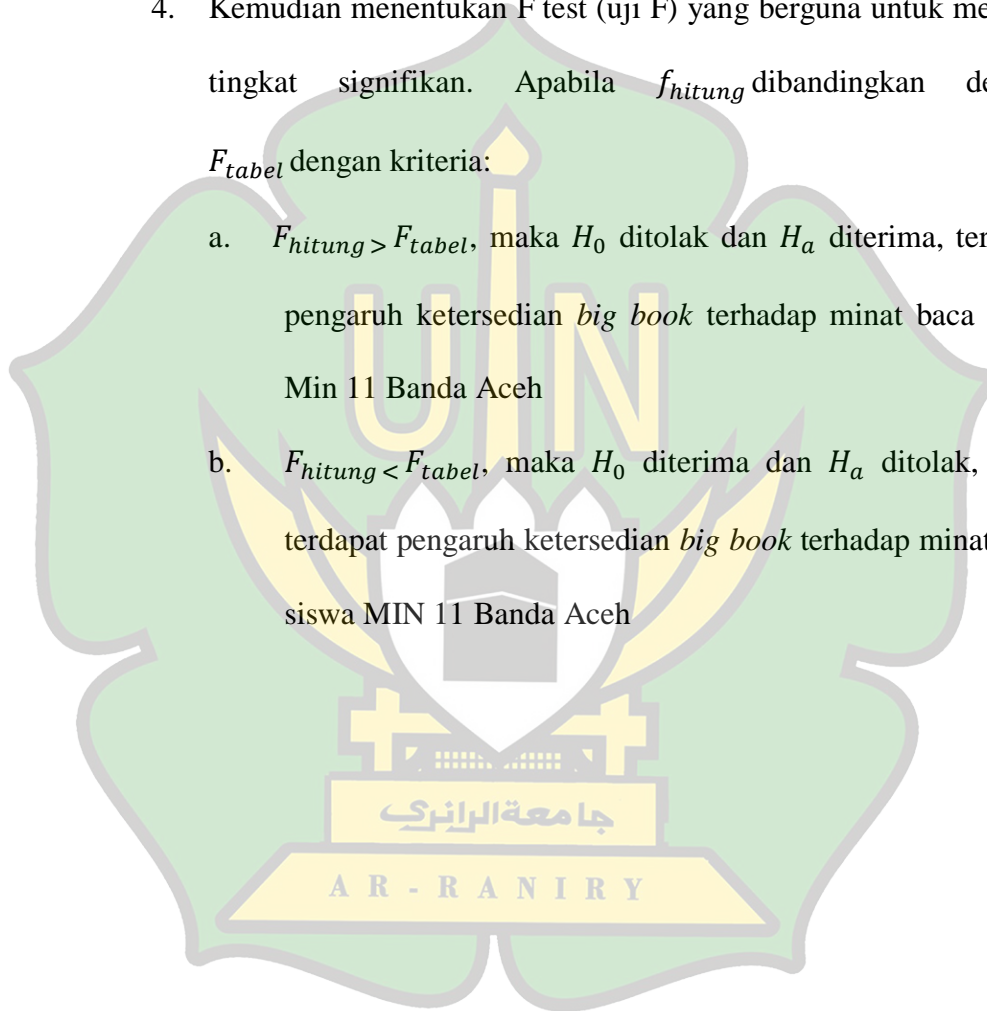 4. Kemudian menentukan F test (uji F) yang berguna untuk me
tingkat signifikan. Apabila f_hitung dibandingkan de
F_tabel dengan kriteria:
a. F_hitung > F_tabel, maka H_0 ditolak dan H_a diterima, ter
pengaruh ketersedian big book terhadap minat baca
Min 11 Banda Aceh
b. F_hitung < F_tabel, maka H_0 diterima dan H_a ditolak,
terdapat pengaruh ketersedian big book terhadap minat
siswa MIN 11 Banda Aceh
UIN
جامعةالرانري
AR-RANIRY